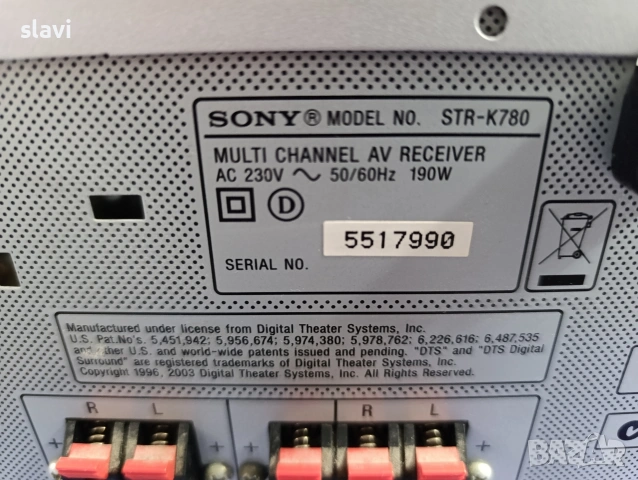 © slavi
SONY® MODEL NO. STR-K780
MULTI CHANNEL AV RECEIVER
AC 230V ~ 50/60Hz 190W
D
5517990
SERIAL NO.
Manufactured under license from Digital Theater Systems, Inc.
U.S. Pat.No's. 5,451,942; 5,956,674; 5,974,380; 5,978,762; 6,226,616; 6,487,535
and other U.S. and world-wide patents issued and pending. "DTS" and "DTS Digital
Surround" are registered trademarks of Digital Theater Systems, Inc.
Copyright 1996, 2003 Digital Theater Systems, Inc. All Rights Reserved.
R L R L
+ - + +
bazar